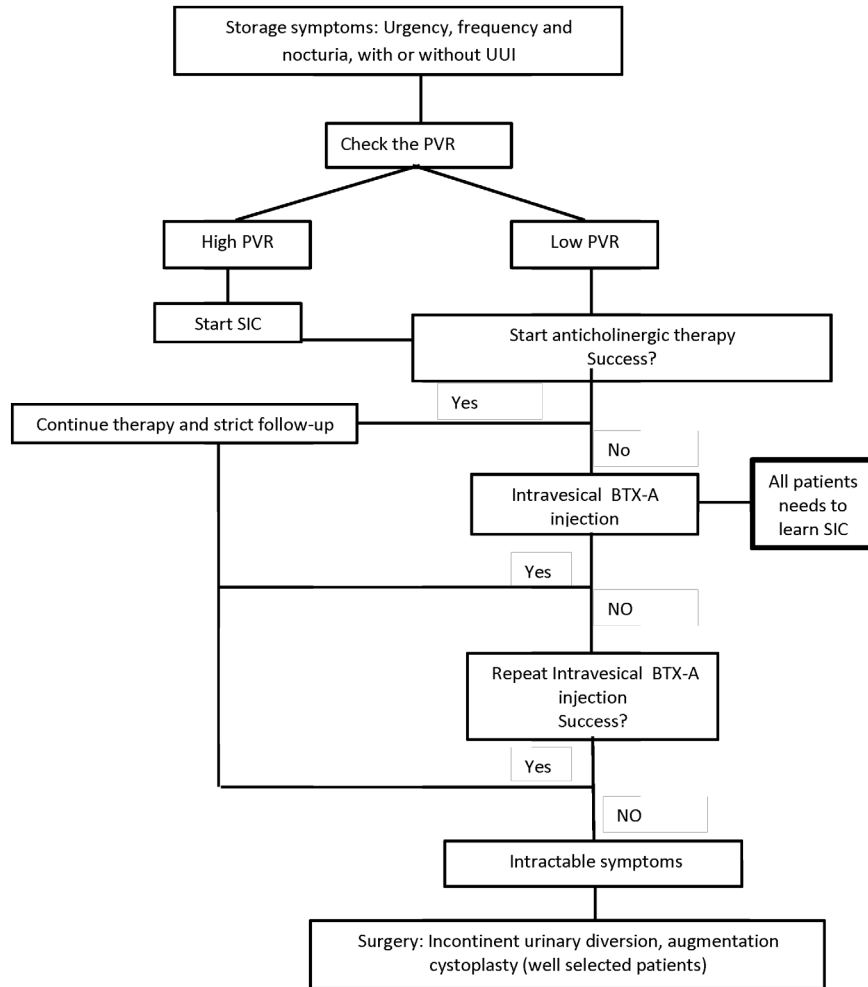 Storage symptoms: Urgency, frequency and
nocturia, with or without UUI
Check the PVR
High PVR
Low PVR
Start SIC
Start anticholinergic therapy
Success?
Yes
Continue therapy and strict follow-up
No
Intravesical BTX-A
injection
All patients
needs to
learn SIC
Yes
NO
Repeat Intravesical BTX-A
injection
Success?
Yes
NO
Intractable symptoms
Surgery: Incontinent urinary diversion, augmentation
cystoplasty (well selected patients)